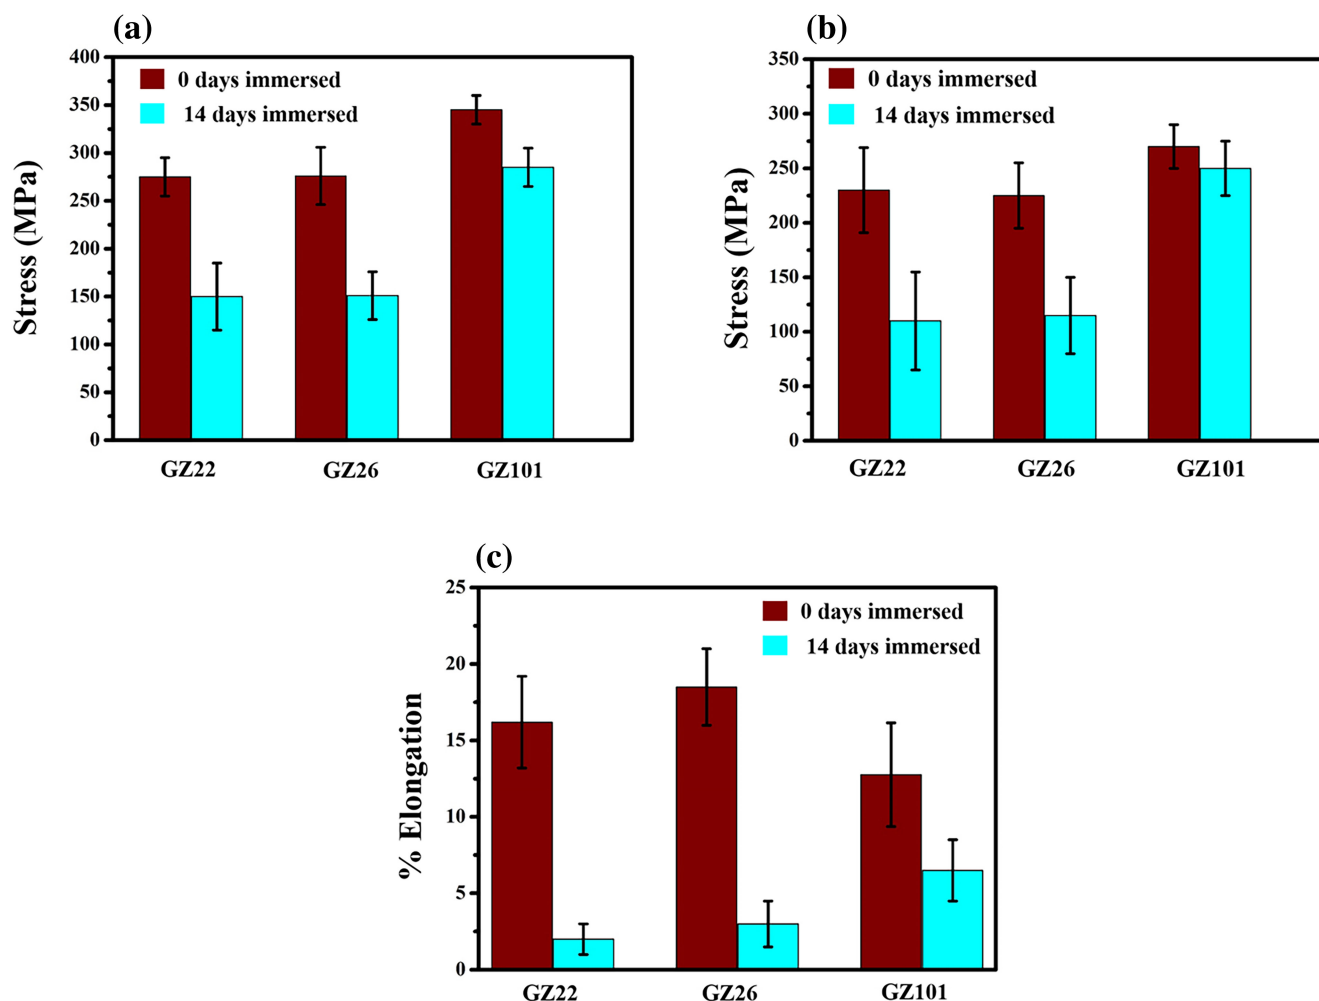 (a)
400
350
300
250
200
150
100
50
0
Stress (MPa)
0 days immersed
14 days immersed
GZ22 GZ26 GZ101
(b)
350
300
250
200
150
100
50
0
Stress (MPa)
0 days immersed
14 days immersed
GZ22 GZ26 GZ101
(c)
25
20
15
10
5
0
% Elongation
0 days immersed
14 days immersed
GZ22 GZ26 GZ101